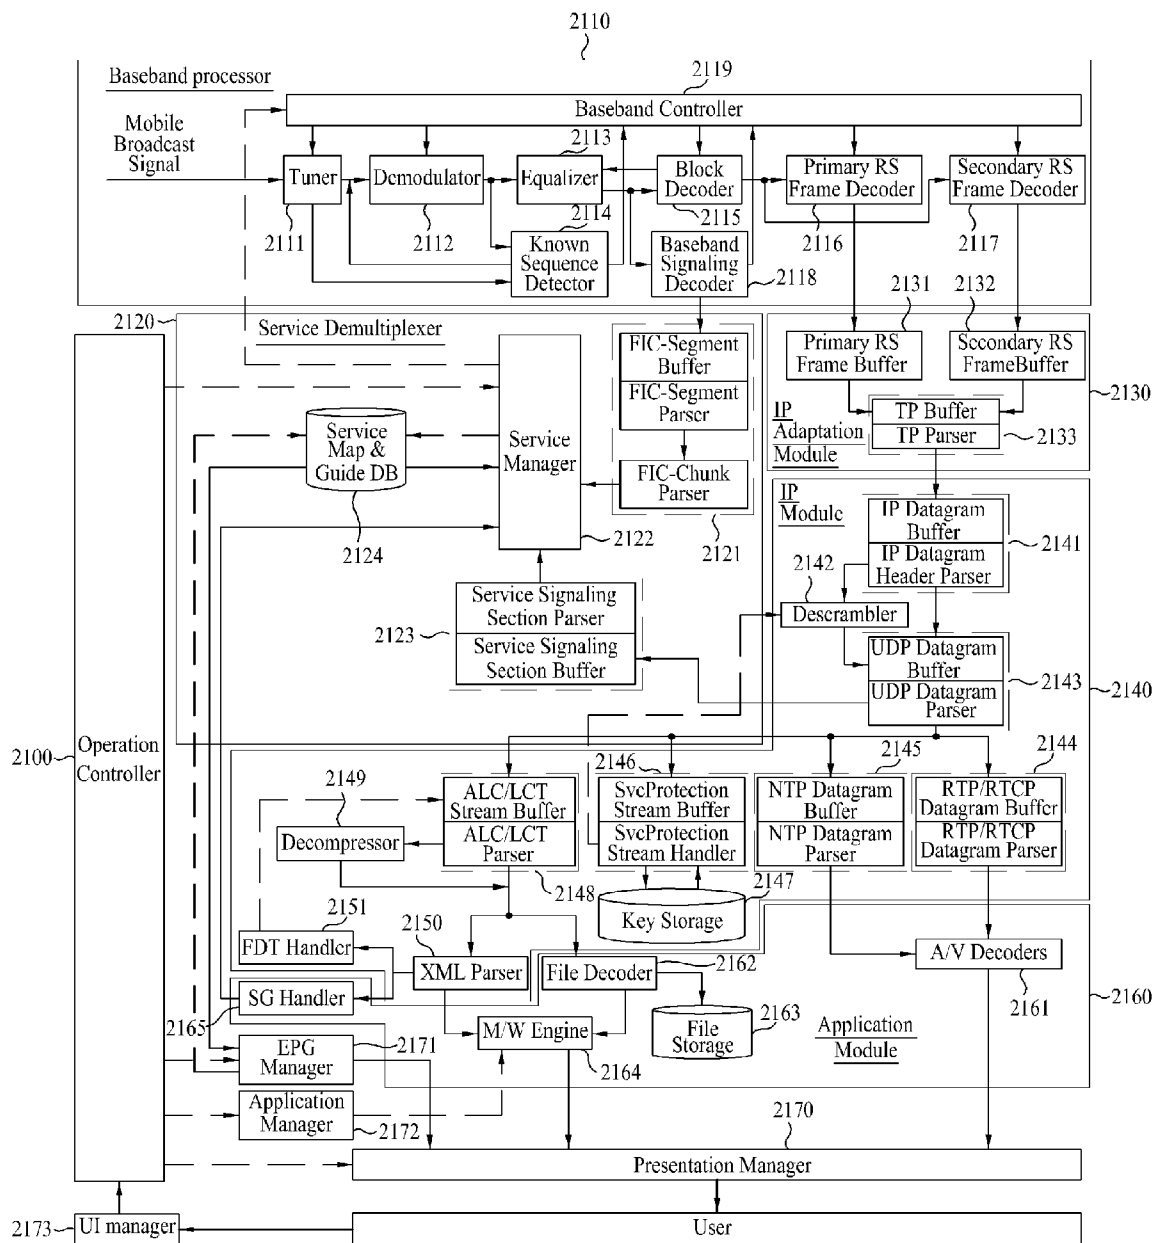 2110
Baseband processor
2119
Baseband Controller
Mobile
Broadcast
Signal
2113
Tuner
Demodulator
Equalizer
Block
Decoder
Primary RS
Frame Decoder
Secondary RS
Frame Decoder
2111
2112
2114
2115
2116
2117
Known
Sequence
Detector
Baseband
Signaling
Decoder
2118
2131
2132
2120
Service Demultiplexer
FIC-Segment
Buffer
FIC-Segment
Parser
Primary RS
Frame Buffer
Secondary RS
FrameBuffer
2130
IP
Adaptation
Module
TP Buffer
TP Parser
2133
Service
Map &
Guide DB
Service
Manager
FIC-Chunk
Parser
2124
2122
2121
IP
Module
IP Datagram
Buffer
IP Datagram
Header Parser
2141
2142
Descrambler
Service Signaling
Section Parser
Service Signaling
Section Buffer
2123
UDP Datagram
Buffer
UDP Datagram
Parser
2143
2140
2100
Operation
Controller
2149
2146
2145
2144
ALC/LCT
Stream Buffer
ALC/LCT
Parser
SvcProtection
Stream Buffer
SvcProtection
Stream Handler
NTP Datagram
Buffer
NTP Datagram
Parser
RTP/RTCP
Datagram Buffer
RTP/RTCP
Datagram Parser
Decompressor
2148
2147
Key Storage
2151
FDT Handler
2150
XML Parser
File Decoder
2162
A/V Decoders
2161
2160
SG Handler
2165
M/W Engine
2164
File
Storage
2163
Application
Module
EPG
Manager
2171
Application
Manager
2172
2170
Presentation Manager
2173
UI manager
User